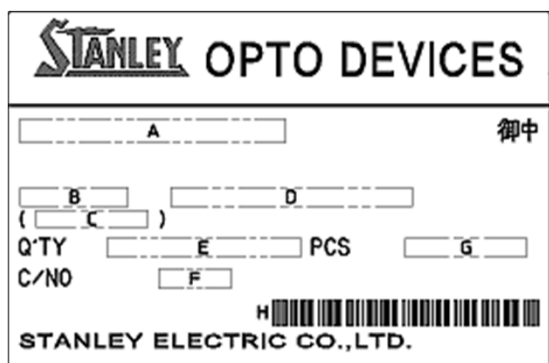 STANLEY OPTO DEVICES
A 御中
B D
( C )
Q'TY E PCS G
C/NO F
H
STANLEY ELECTRIC CO.,LTD.